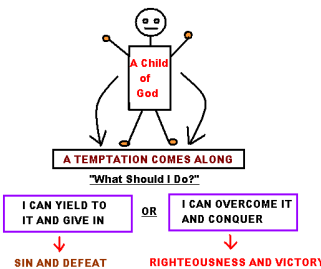 A Child
of
God
A TEMPTATION COMES ALONG
"What Should I Do?"
I CAN YIELD TO
IT AND GIVE IN
OR
I CAN OVERCOME IT
AND CONQUER
SIN AND DEFEAT
RIGHTEOUSNESS AND VICTORY